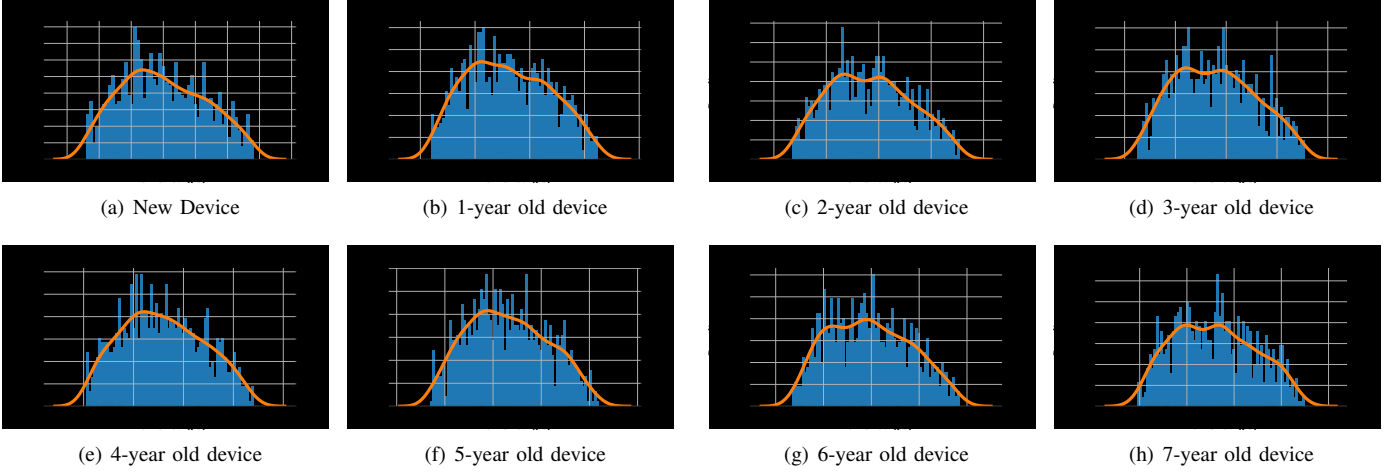 (a) New Device
(b) 1-year old device
(c) 2-year old device
(d) 3-year old device
(e) 4-year old device
(f) 5-year old device
(g) 6-year old device
(h) 7-year old device